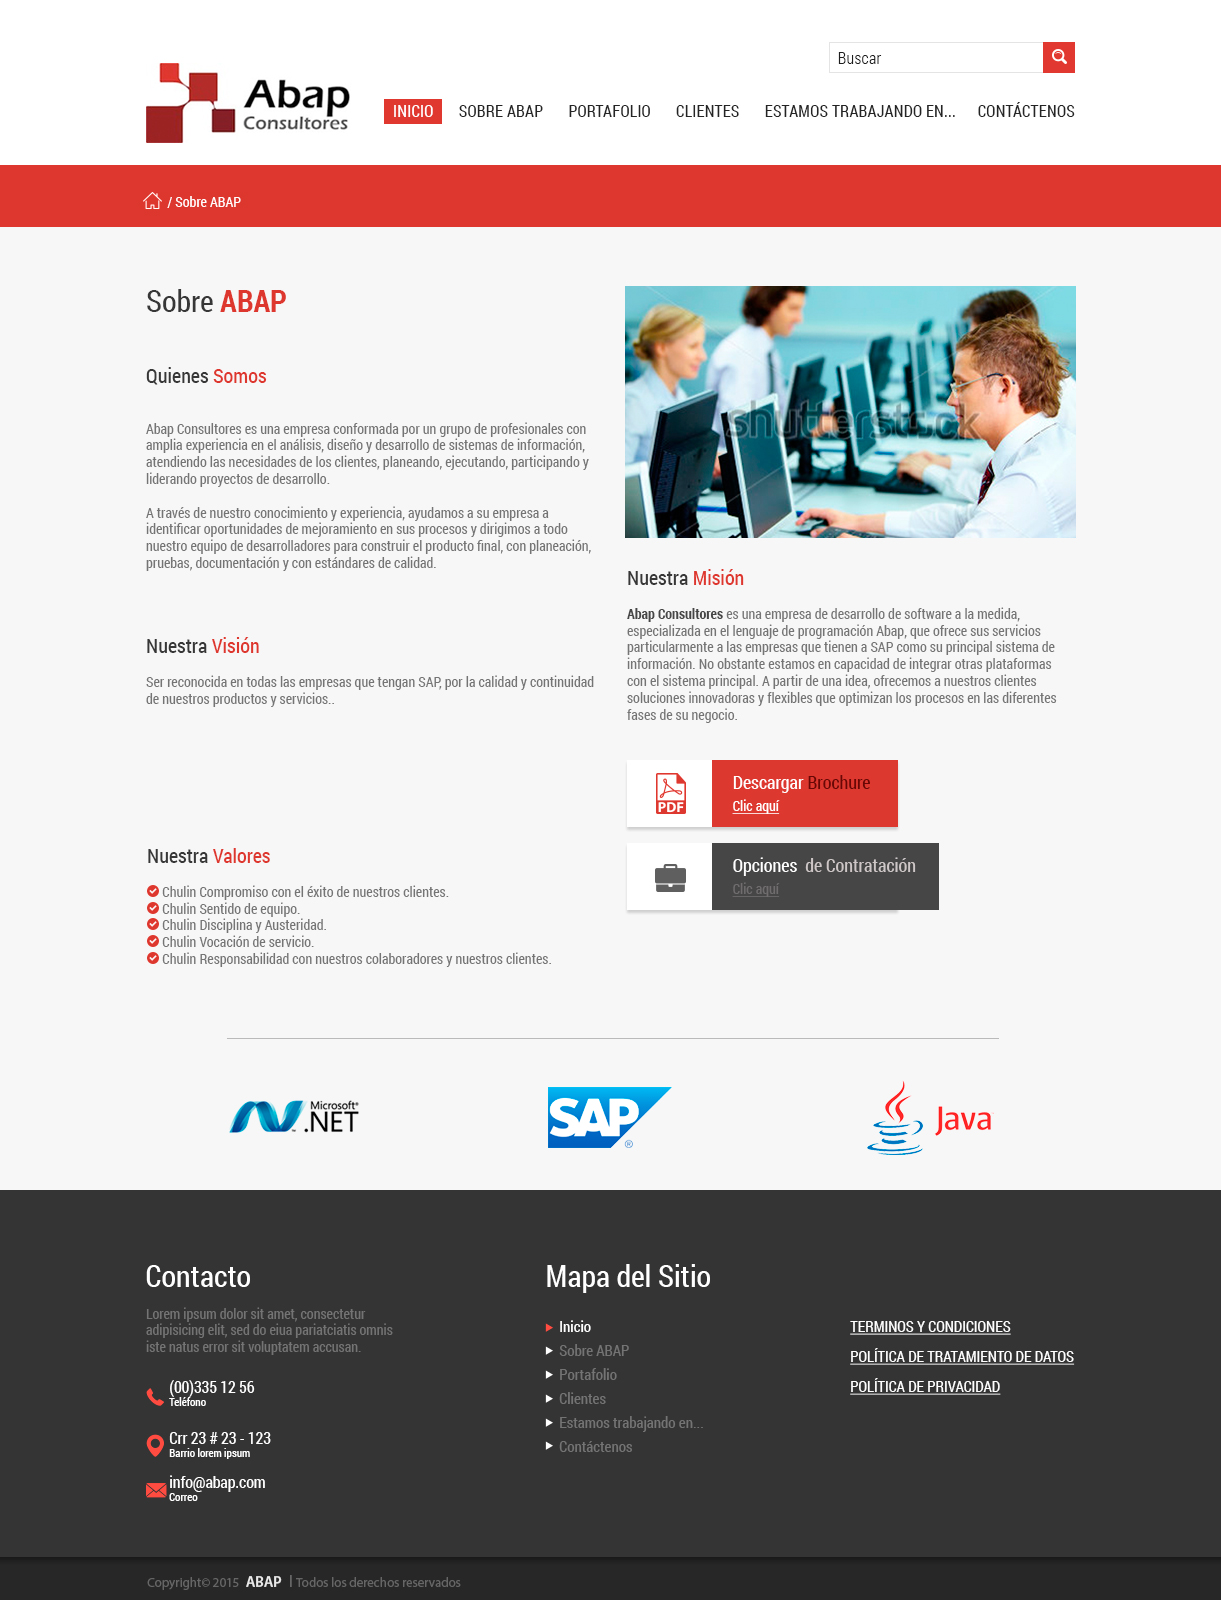 Buscar
Abap
Consultores
INICIO SOBRE ABAP PORTAFOLIO CLIENTES ESTAMOS TRABAJANDO EN... CONTÁCTENOS
/ Sobre ABAP
Sobre ABAP
Quienes Somos
Abap Consultores es una empresa conformada por un grupo de profesionales con
amplia experiencia en el análisis, diseño y desarrollo de sistemas de información,
atendiendo las necesidades de los clientes, planeando, ejecutando, participando y
liderando proyectos de desarrollo.
A través de nuestro conocimiento y experiencia, ayudamos a su empresa a
identificar oportunidades de mejoramiento en sus procesos y dirigimos a todo
nuestro equipo de desarrolladores para construir el producto final, con planeación,
pruebas, documentación y con estándares de calidad.
Nuestra Visión
Ser reconocida en todas las empresas que tengan SAP, por la calidad y continuidad
de nuestros productos y servicios..
Nuestra Valores
Chulin Compromiso con el éxito de nuestros clientes.
Chulin Sentido de equipo.
Chulin Disciplina y Austeridad.
Chulin Vocación de servicio.
Chulin Responsabilidad con nuestros colaboradores y nuestros clientes.
shutterstock
Nuestra Misión
Abap Consultores es una empresa de desarrollo de software a la medida,
especializada en el lenguaje de programación Abap, que ofrece sus servicios
particularmente a las empresas que tienen a SAP como su principal sistema de
información. No obstante estamos en capacidad de integrar otras plataformas
con el sistema principal. A partir de una idea, ofrecemos a nuestros clientes
soluciones innovadoras y flexibles que optimizan los procesos en las diferentes
fases de su negocio.
PDF
Descargar Brochure
Clic aquí
Opciones de Contratación
Clic aquí
Microsoft®
™.NET
SAP®
Java
Contacto
Lorem ipsum dolor sit amet, consectetur
adipisicing elit, sed do eiua pariatciatis omnis
iste natus error sit voluptatem accusan.
(00)335 12 56
Teléfono
Crr 23 # 23 - 123
Barrio lorem ipsum
info@abap.com
Correo
Mapa del Sitio
Inicio
Sobre ABAP
Portafolio
Clientes
Estamos trabajando en...
Contáctenos
TERMINOS Y CONDICIONES
POLÍTICA DE TRATAMIENTO DE DATOS
POLÍTICA DE PRIVACIDAD
Copyright© 2015 ABAP | Todos los derechos reservados